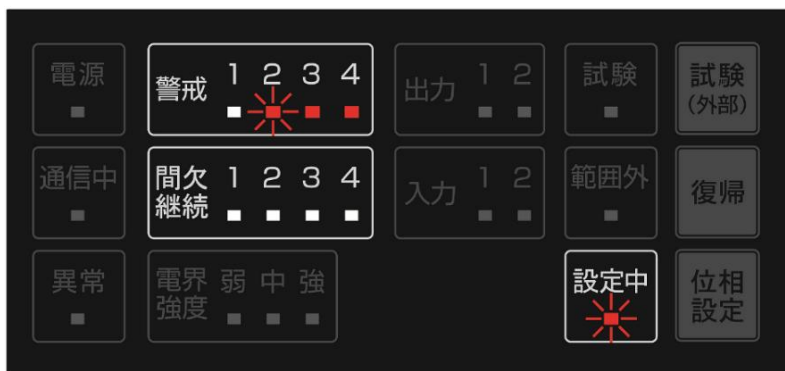 電源
警戒 1 2 3 4
出力 1 2
試験
試験
(外部)
通信中
間欠 1 2 3 4
継続
入力 1 2
範囲外
復帰
異常
電界 弱 中 強
強度
設定中
位相
設定